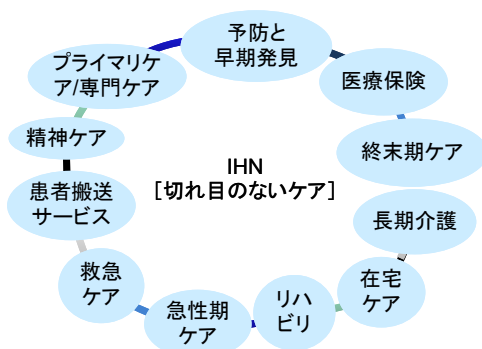 予防と
早期発見
医療保険
終末期ケア
長期介護
在宅
ケア
リハ
ビリ
急性期
ケア
救急
ケア
患者搬送
サービス
精神ケア
プライマリケ
ア/専門ケア
IHN
[切れ目のないケア]